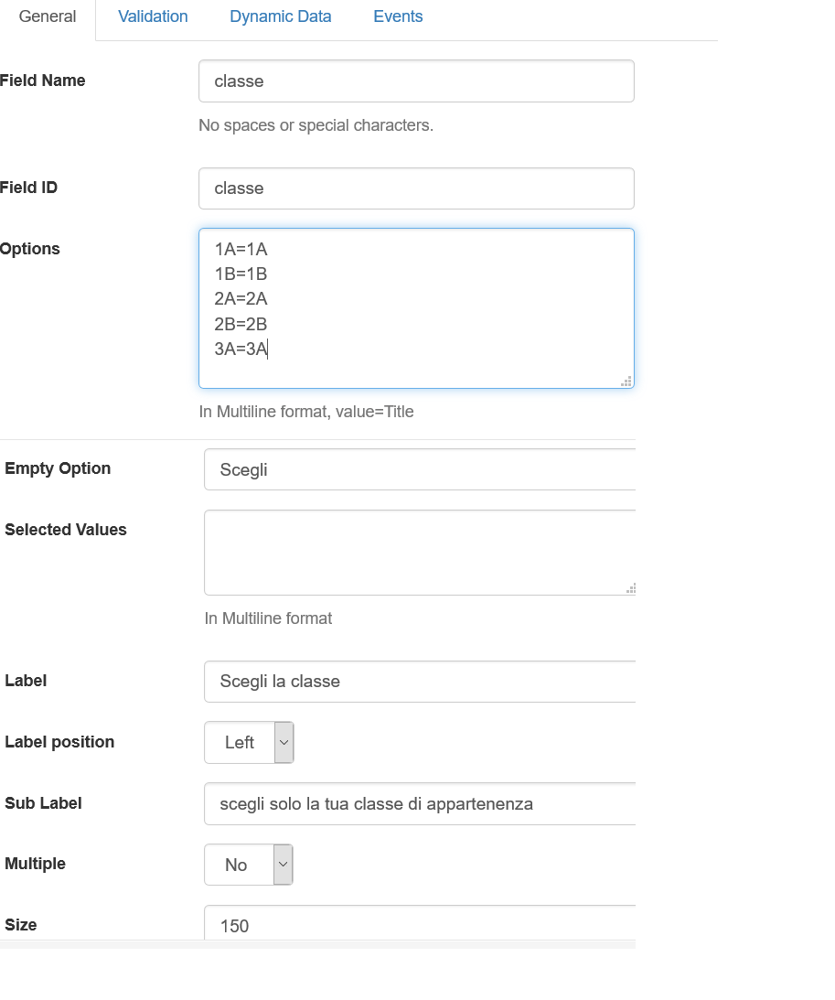 General Validation Dynamic Data Events
Field Name classe
No spaces or special characters.
Field ID classe
Options 1A=1A
1B=1B
2A=2A
2B=2B
3A=3A
In Multiline format, value=Title
Empty Option Scegli
Selected Values
In Multiline format
Label Scegli la classe
Label position Left
Sub Label scegli solo la tua classe di appartenenza
Multiple No
Size 150